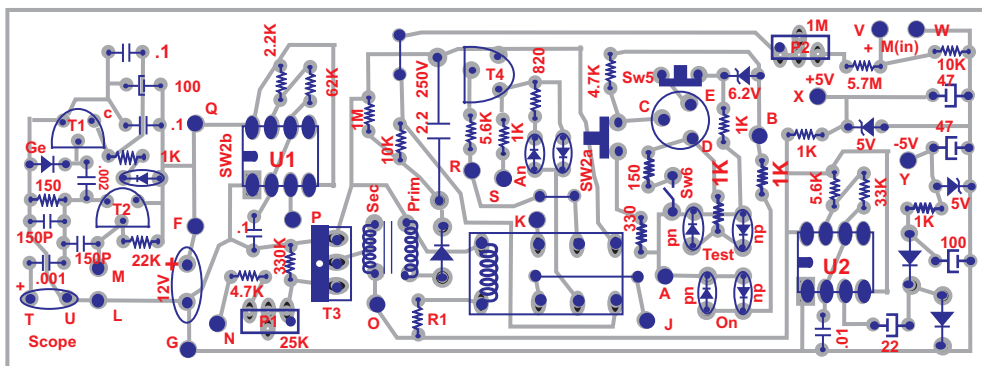 .1
100
T1
c
.1
Ge
1K
.002
150
T2
150P
150P
22K
.001
M
+
T
U
L
Scope
2.2K
62K
Q
SW2b
U1
F
+
12V
G
.1
P
330K
4.7K
N
P1
25K
T3
Sec
Prim
O
R1
1M
10K
2.2
250V
T4
5.6K
1K
820
R
S
An
K
J
SW2a
4.7K
Sw5
C
E
D
6.2V
1K
B
150
Sw6
1K
1K
330
pn
np
Test
A
pn
np
On
1M
P2
V
W
+
M(in)
5.7M
10K
+5V
X
47
1K
5V
47
-5V
Y
5V
5.6K
33K
1K
U2
100
.01
22